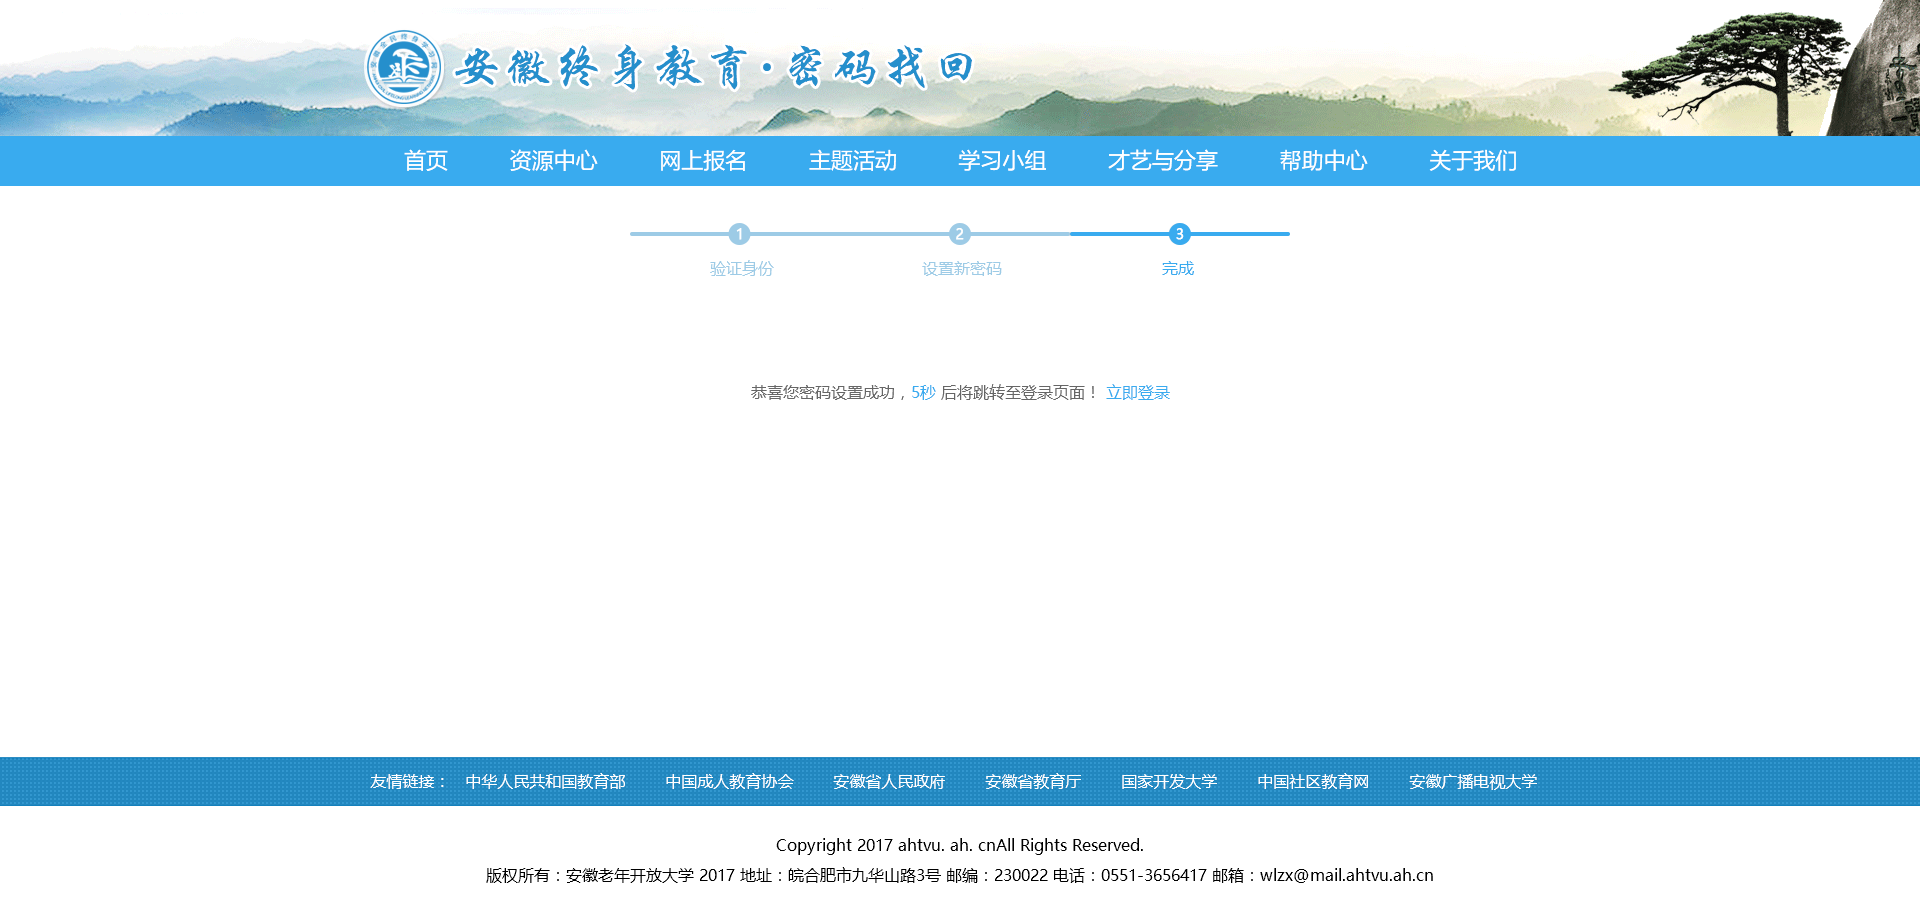 安徽终身教育·密码找回
首页 资源中心 网上报名 主题活动 学习小组 才艺与分享 帮助中心 关于我们
1 2 3
验证身份 设置新密码 完成
恭喜您密码设置成功，5秒 后将跳转至登录页面！ 立即登录
友情链接： 中华人民共和国教育部 中国成人教育协会 安徽省人民政府 安徽省教育厅 国家开放大学 中国社区教育网 安徽广播电视大学
Copyright 2017 ahtvu. ah. cnAll Rights Reserved.
版权所有：安徽老年开放大学 2017 地址：皖合肥市九华山路3号 邮编：230022 电话：0551-3656417 邮箱：wlzx@mail.ahtvu.ah.cn